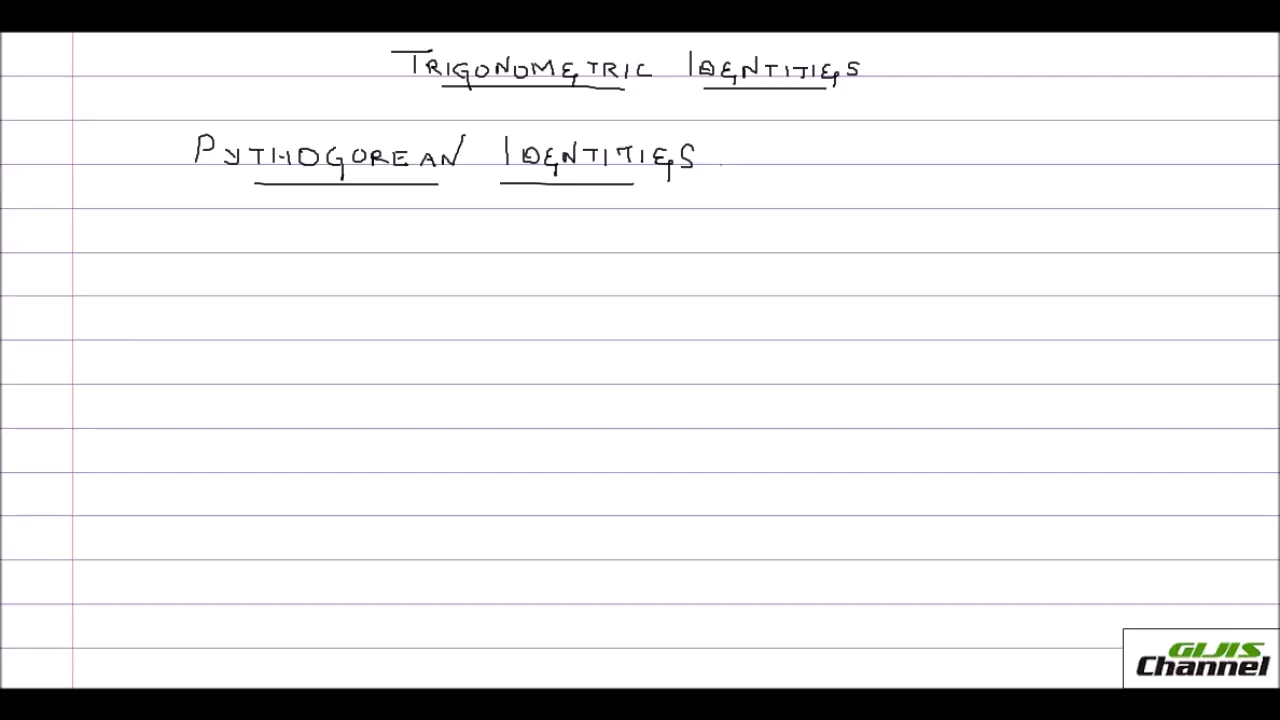 TRIGONOMETRIC IDENTITIES
PYTHOGOREAN IDENTITIES
GIJIS
Channel